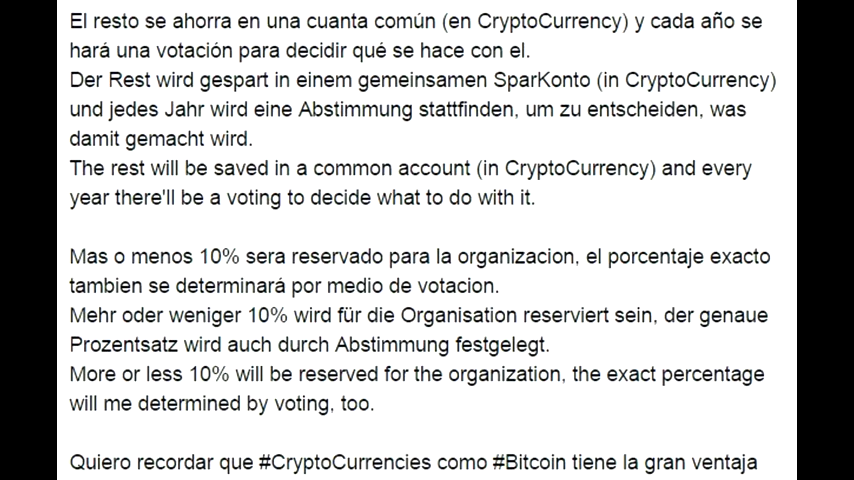 El resto se ahorra en una cuanta común (en CryptoCurrency) y cada año se
hará una votación para decidir qué se hace con el.
Der Rest wird gespart in einem gemeinsamen SparKonto (in CryptoCurrency)
und jedes Jahr wird eine Abstimmung stattfinden, um zu entscheiden, was
damit gemacht wird.
The rest will be saved in a common account (in CryptoCurrency) and every
year there'll be a voting to decide what to do with it.
Mas o menos 10% sera reservado para la organizacion, el porcentaje exacto
tambien se determinará por medio de votacion.
Mehr oder weniger 10% wird für die Organisation reserviert sein, der genaue
Prozentsatz wird auch durch Abstimmung festgelegt.
More or less 10% will be reserved for the organization, the exact percentage
will me determined by voting, too.
Quiero recordar que #CryptoCurrencies como #Bitcoin tiene la gran ventaja